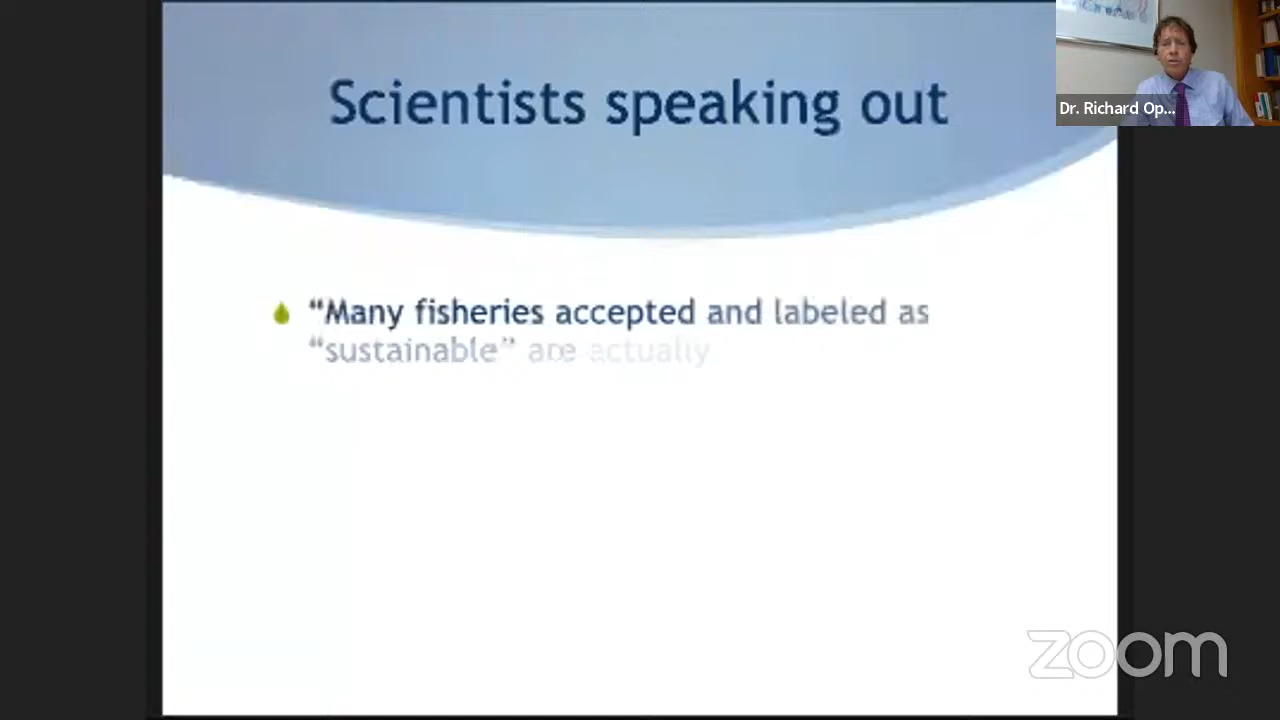 Scientists speaking out
Dr. Richard Op...
“Many fisheries accepted and labeled as
“sustainable” are actually
zoom